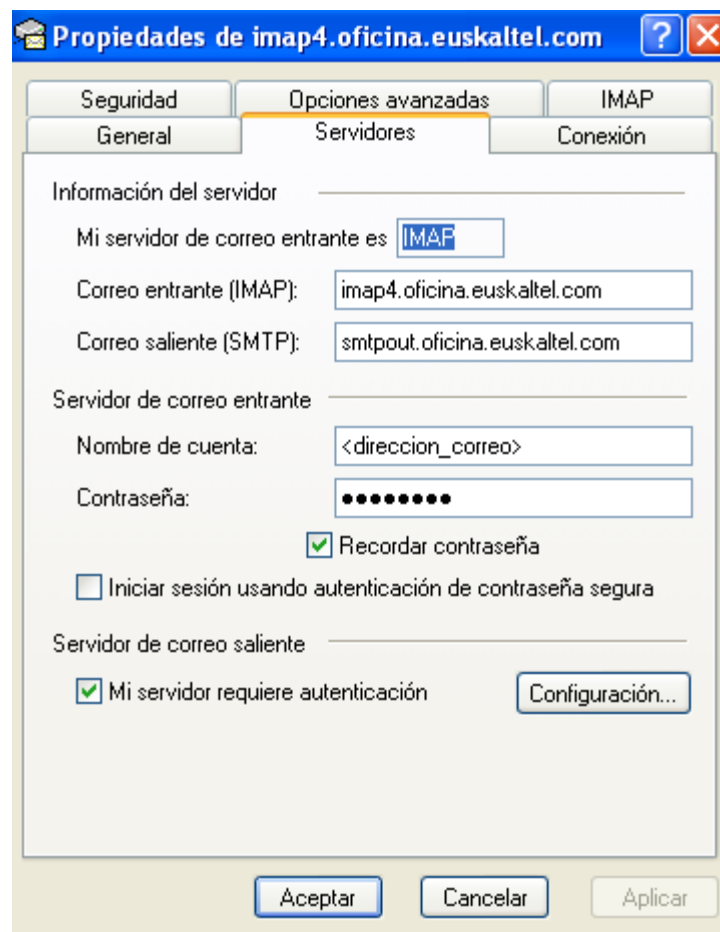 Propiedades de imap4.oficina.euskaltel.com
Seguridad Opciones avanzadas IMAP
General Servidores Conexión
Información del servidor
Mi servidor de correo entrante es IMAP
Correo entrante (IMAP): imap4.oficina.euskaltel.com
Correo saliente (SMTP): smtpout.oficina.euskaltel.com
Servidor de correo entrante
Nombre de cuenta: <direccion_correo>
Contraseña: ●●●●●●●●
Recordar contraseña
Iniciar sesión usando autenticación de contraseña segura
Servidor de correo saliente
Mi servidor requiere autenticación Configuración...
Aceptar Cancelar Aplicar